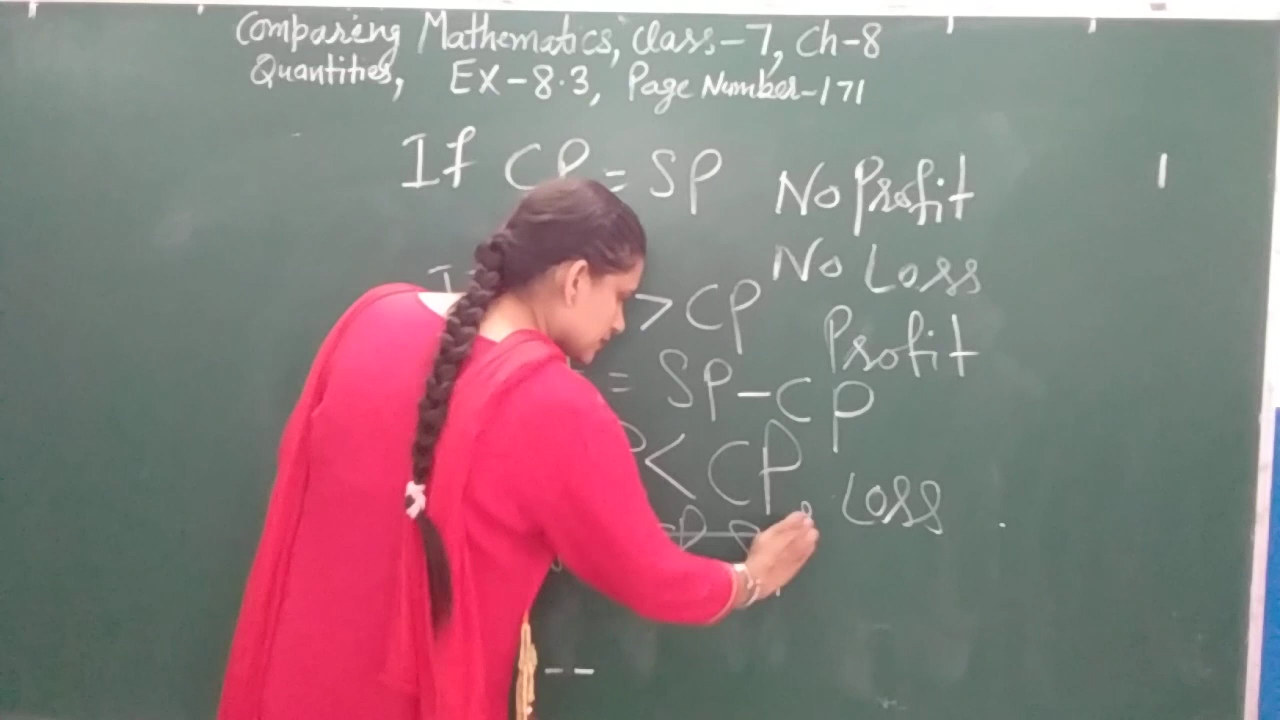 Comparing Mathematics, Class-7, Ch-8
Quantities, EX-8.3, Page Number-171
If CP = SP No Profit
No Loss
> CP Profit
= SP-CP
P < CP Loss